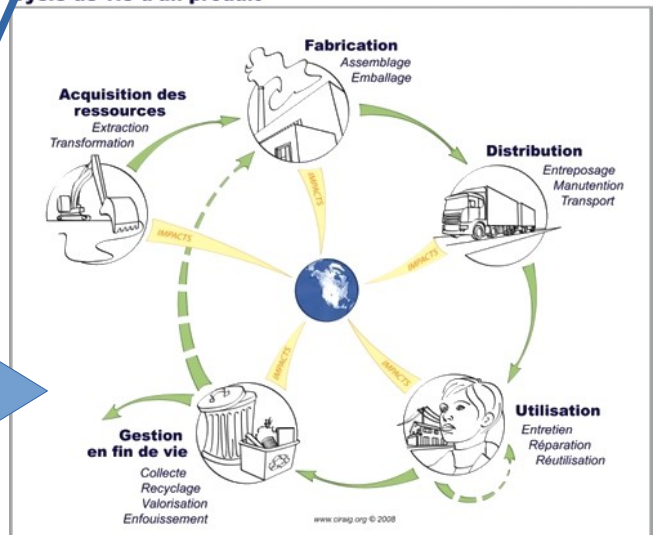 Fabrication
Assemblage
Emballage
Acquisition des
ressources
Extraction
Transformation
Distribution
Entreposage
Manutention
Transport
IMPACTS
IMPACTS
IMPACTS
IMPACTS
IMPACTS
Utilisation
Entretien
Réparation
Réutilisation
Gestion
en fin de vie
Collecte
Recyclage
Valorisation
Enfouissement
www.ciraig.org © 2008